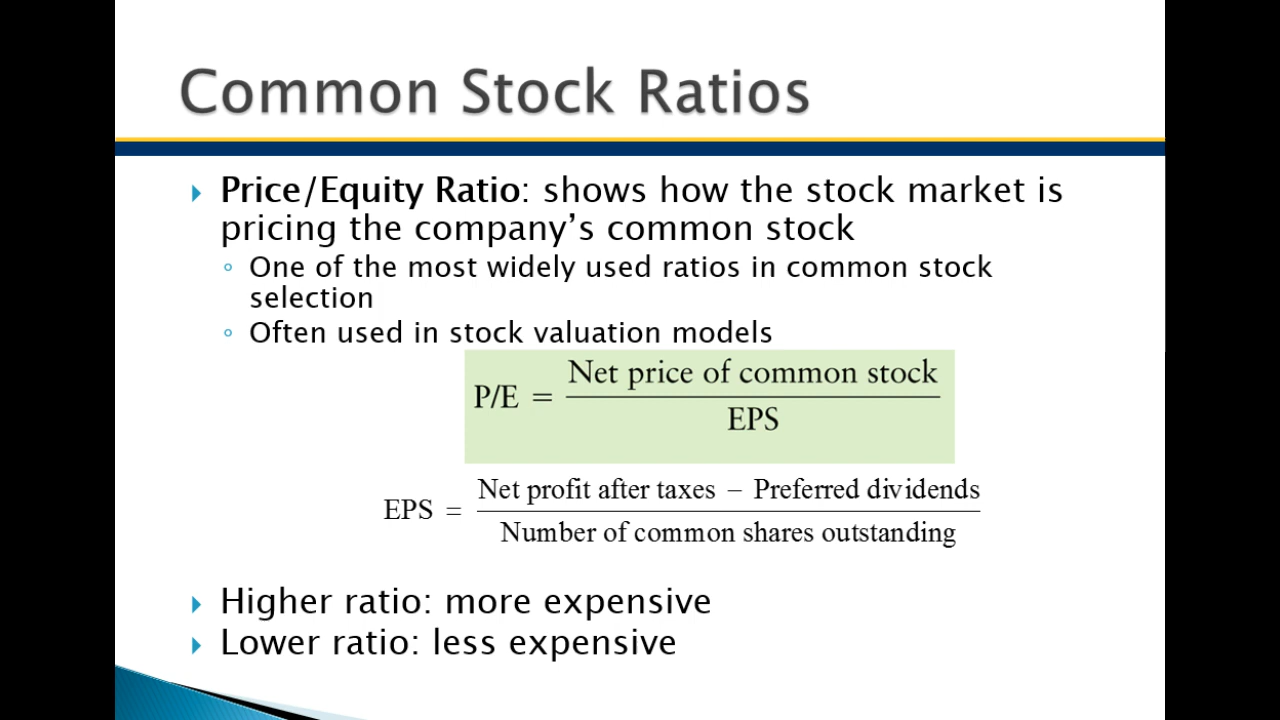 Common Stock Ratios
Price/Equity Ratio: shows how the stock market is
pricing the company’s common stock
One of the most widely used ratios in common stock
selection
Often used in stock valuation models
P/E = Net price of common stock
EPS
EPS = Net profit after taxes − Preferred dividends
Number of common shares outstanding
Higher ratio: more expensive
Lower ratio: less expensive